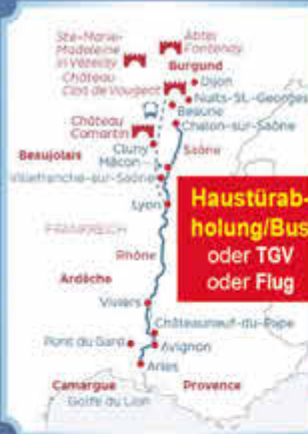 Ste-Marie-
Madeleine
in Vézelay
Abtei
Fontenay
Château
Clos de Vougeot
Burgund
Dijon
Nuits-St.-Georges
Beaune
Chalon-sur-Saône
Château
Cormatin
Cluny
Mâcon
Saône
Beaujolais
Villefranche-sur-Saône
Lyon
Haustürab-
holung/Bus
oder TGV
oder Flug
FRANKREICH
Rhône
Ardèche
Viviers
Châteauneuf-du-Pape
Pont du Gard
Avignon
Arles
Camargue
Provence
Golfe du Lion